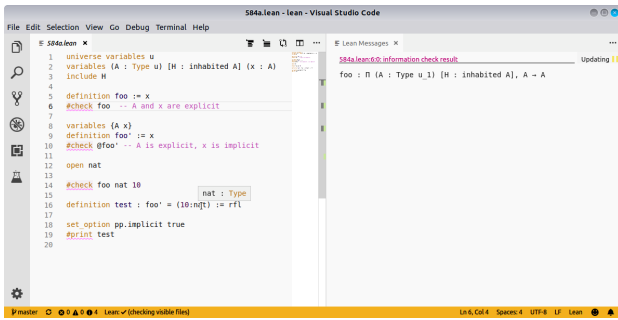 584a.lean - lean - Visual Studio Code
File Edit Selection View Go Debug Terminal Help
584a.lean ×
Lean Messages ×
1 universe variables u
2 variables (A : Type u) [H : inhabited A] (x : A)
3 include H
4
5 definition foo := x
6 #check foo -- A and x are explicit
7
8 variables {A x}
9 definition foo' := x
10 #check @foo' -- A is explicit, x is implicit
11
12 open nat
13
14 #check foo nat 10
15
nat : Type
16 definition test : foo' = (10:nat) := rfl
17
18 set_option pp.implicit true
19 #print test
20
584a.lean:6:0: information check result
Updating
foo : Π (A : Type u_1) [H : inhabited A], A → A
master 0 0 4 Lean: ✓ (checking visible files)
Ln 6, Col 4 Spaces: 4 UTF-8 LF Lean